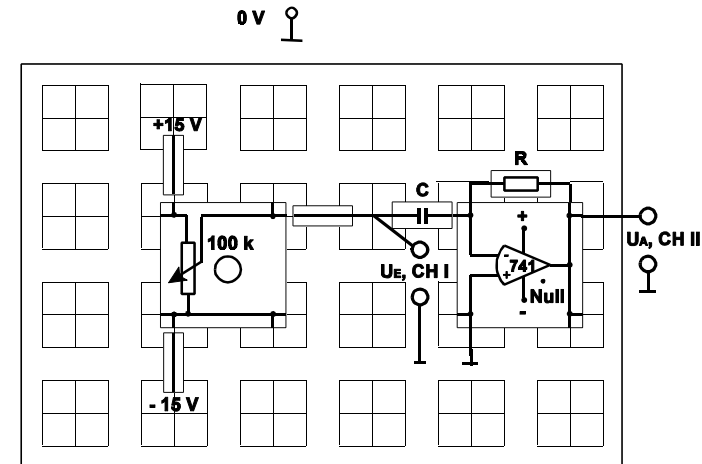 0 V
+15 V
R
C
100 k
+
-
741
+
UE, CH I
UA, CH II
Null
-
- 15 V